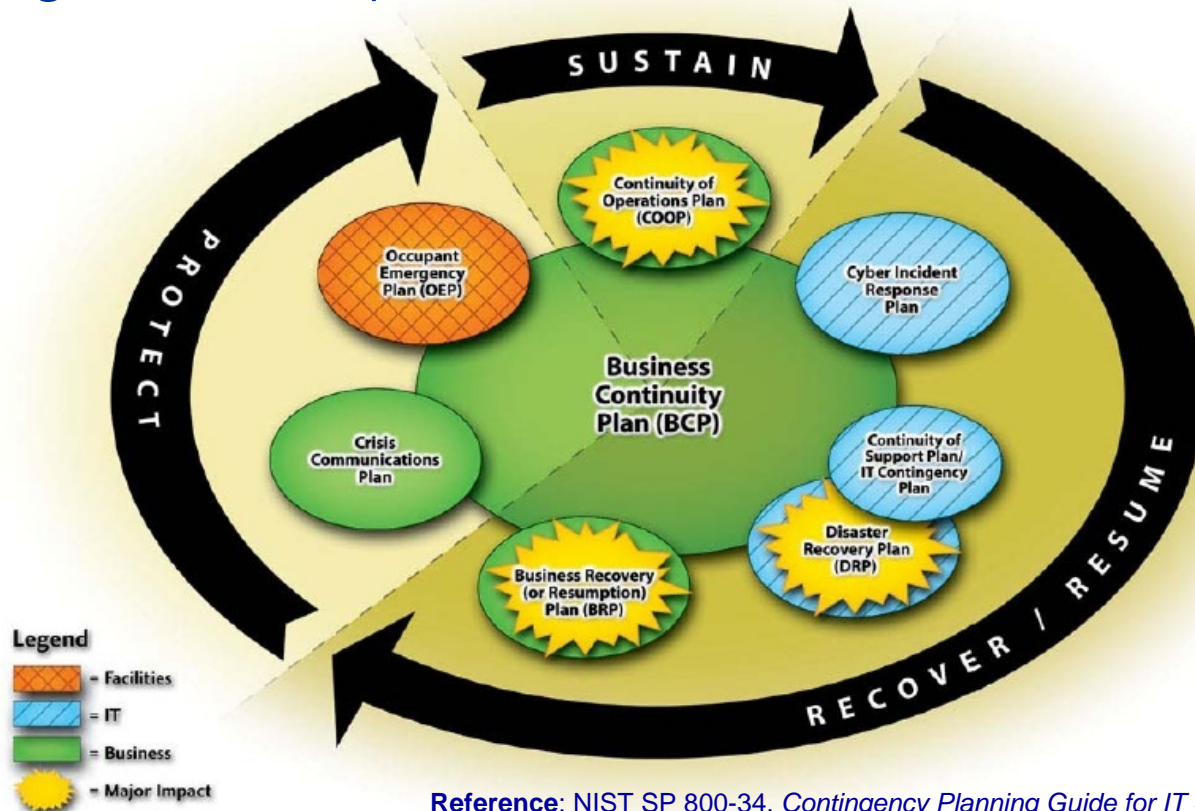 SUSTAIN
PROTECT
RECOVER / RESUME
Continuity of
Operations Plan
(COOP)
Occupant
Emergency
Plan (OEP)
Cyber Incident
Response
Plan
Business
Continuity
Plan (BCP)
Crisis
Communications
Plan
Continuity of
Support Plan/
IT Contingency
Plan
Disaster
Recovery Plan
(DRP)
Business Recovery
(or Resumption)
Plan (BRP)
Legend
= Facilities
= IT
= Business
= Major Impact
Reference: NIST SP 800-34, Contingency Planning Guide for IT